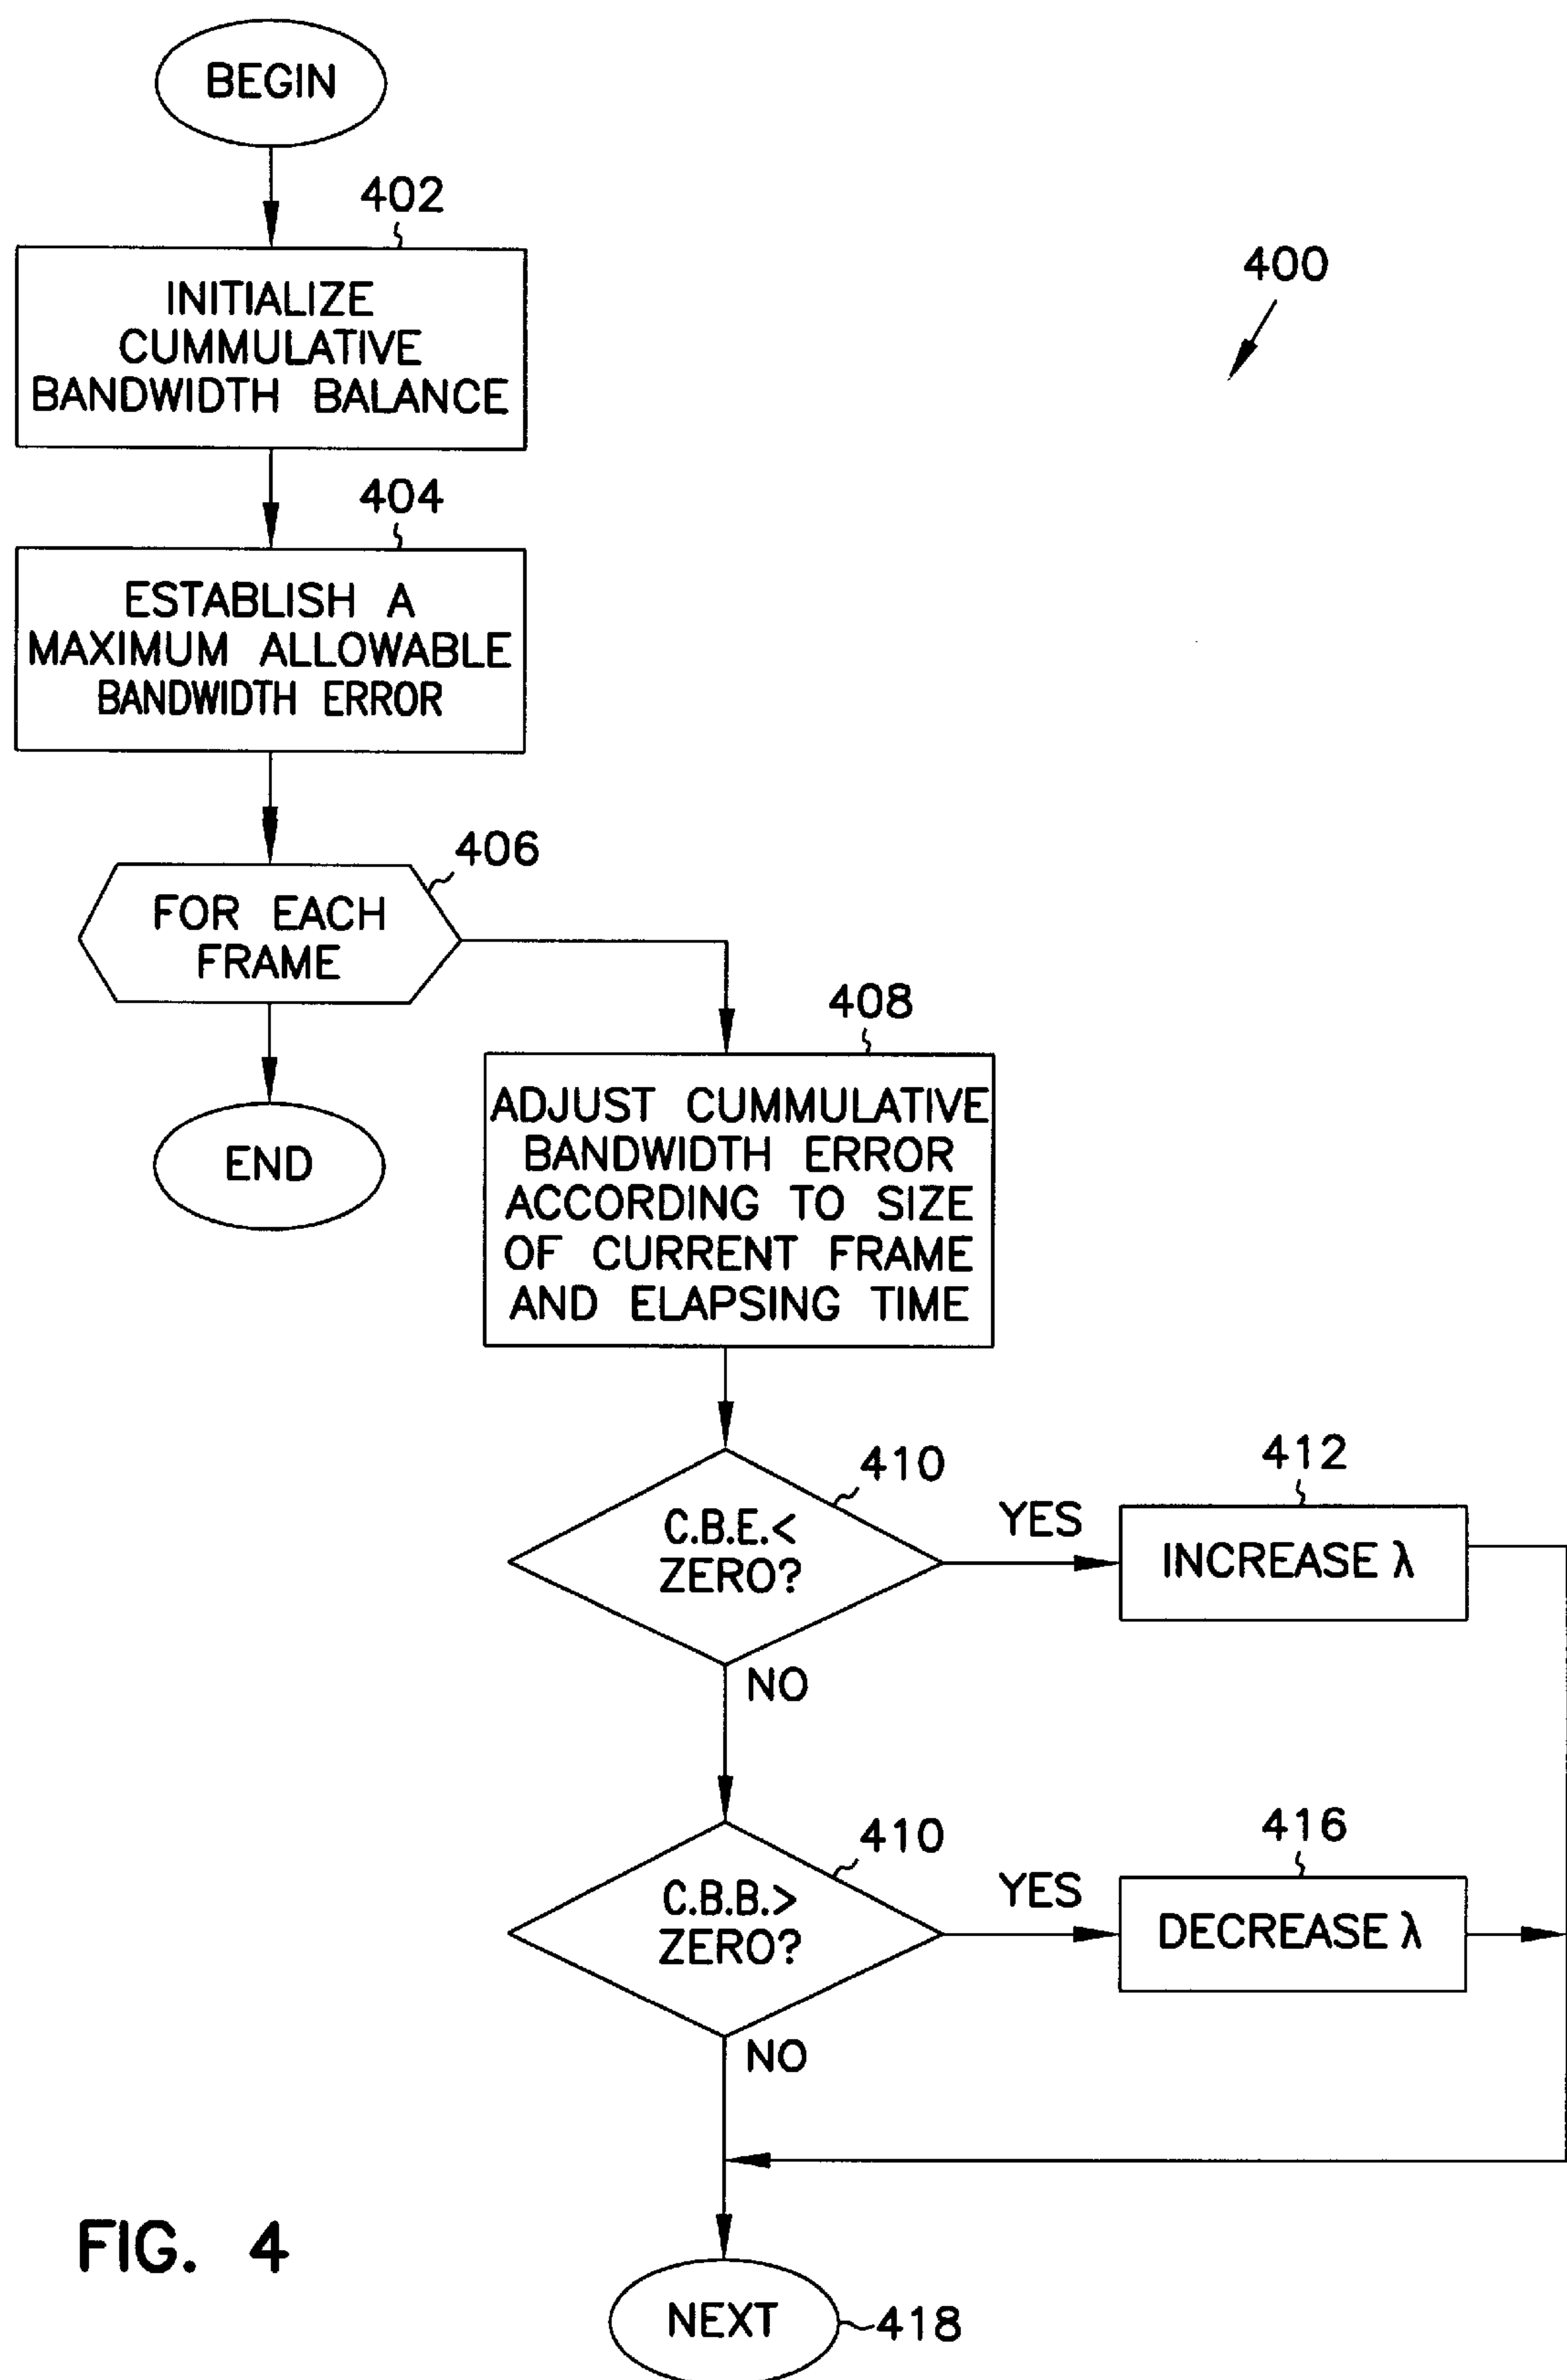 BEGIN
402
INITIALIZE
CUMMULATIVE
BANDWIDTH BALANCE
400
404
ESTABLISH A
MAXIMUM ALLOWABLE
BANDWIDTH ERROR
406
FOR EACH
FRAME
408
ADJUST CUMMULATIVE
BANDWIDTH ERROR
ACCORDING TO SIZE
OF CURRENT FRAME
AND ELAPSING TIME
END
410
C.B.E.<
ZERO?
YES
412
INCREASE λ
NO
410
C.B.B.>
ZERO?
YES
416
DECREASE λ
NO
FIG. 4
NEXT
418